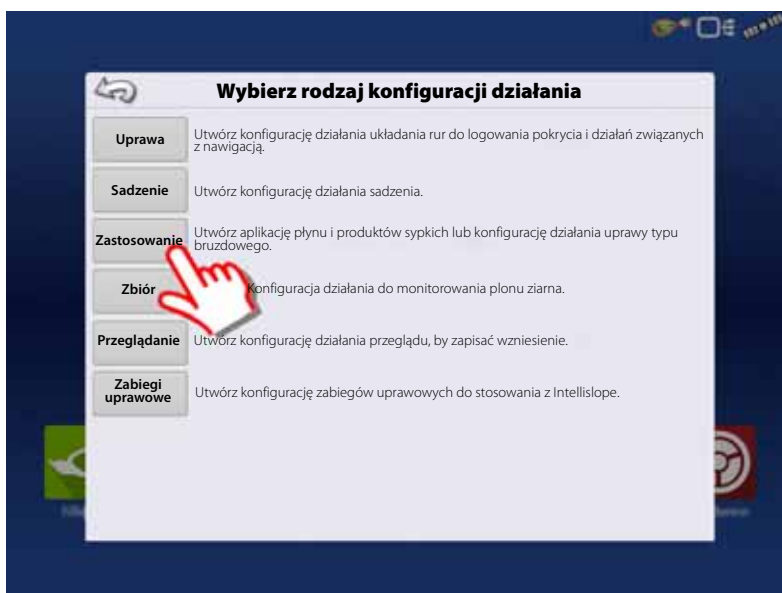 Wybierz rodzaj konfiguracji działania
Uprawa
Utwórz konfigurację działania układania rur do logowania pokrycia i działań związanych
z nawigacją.
Sadzenie
Utwórz konfigurację działania sadzenia.
Zastosowanie
Utwórz aplikację płynu i produktów sypkich lub konfigurację działania uprawy typu
bruzdowego.
Zbiór
Konfiguracja działania do monitorowania plonu ziarna.
Przeglądanie
Utwórz konfigurację działania przeglądu, by zapisać wzniesienie.
Zabiegi
uprawowe
Utwórz konfigurację zabiegów uprawowych do stosowania z Intellislope.